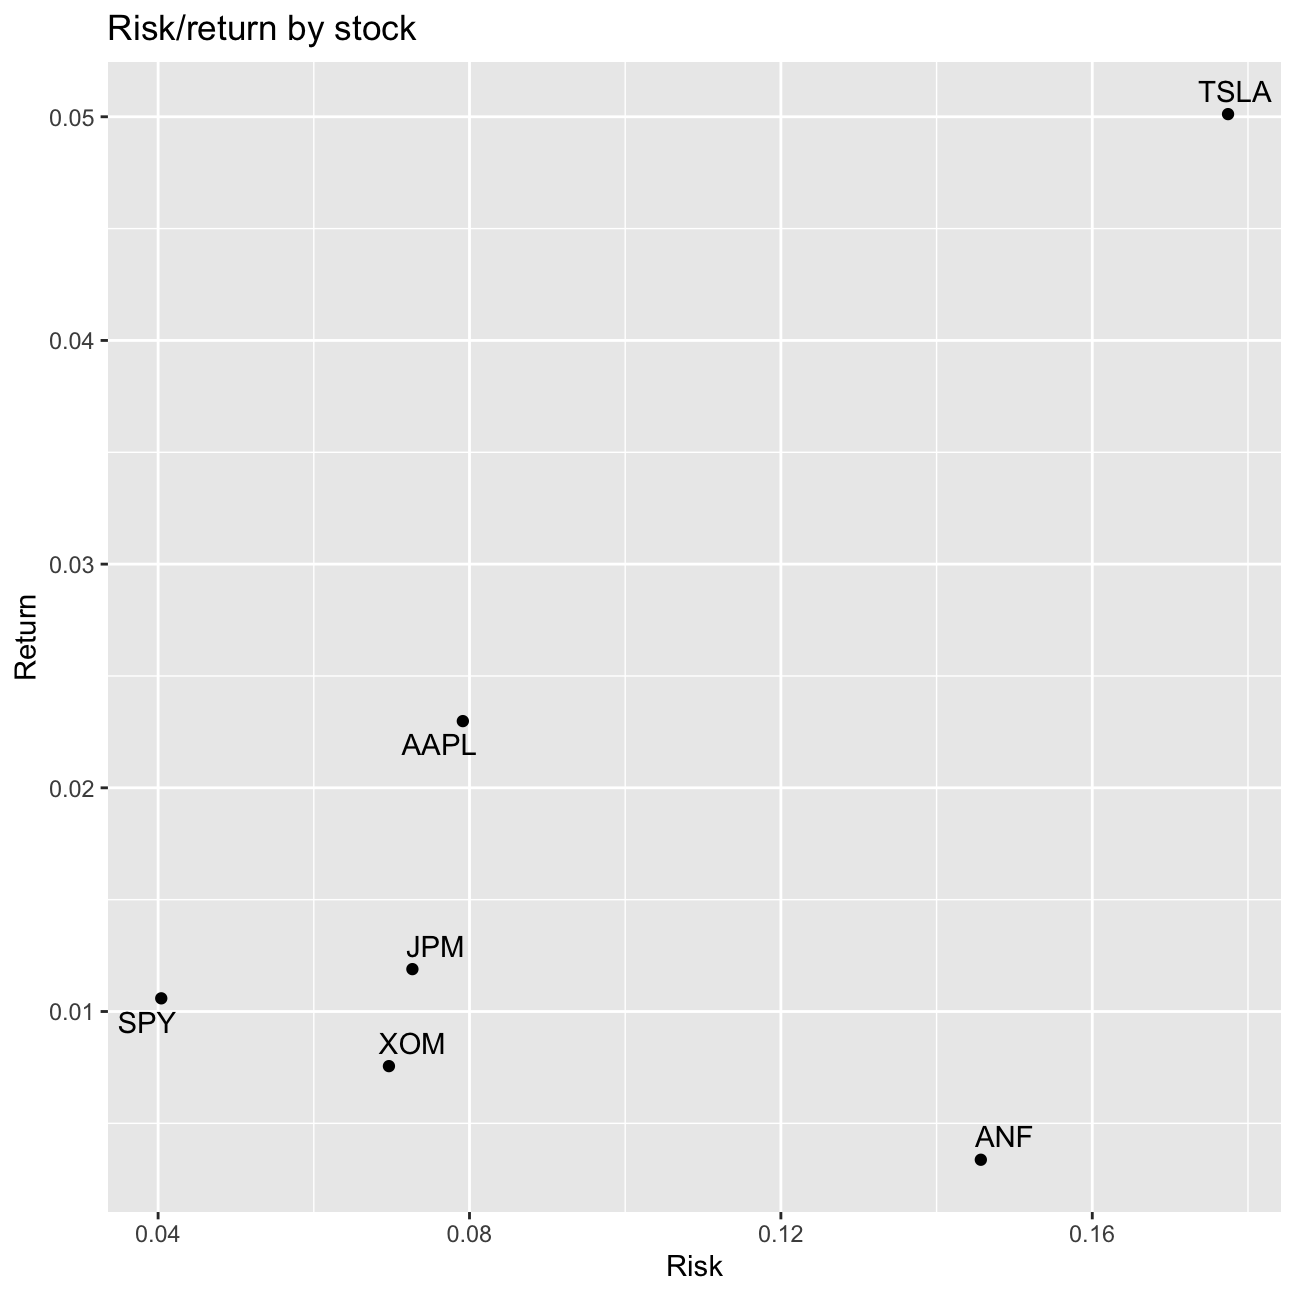 Risk/return by stock
TSLA
0.05
0.04
0.03
Return
AAPL
0.02
JPM
0.01
SPY
XOM
ANF
0.04 0.08 0.12 0.16
Risk